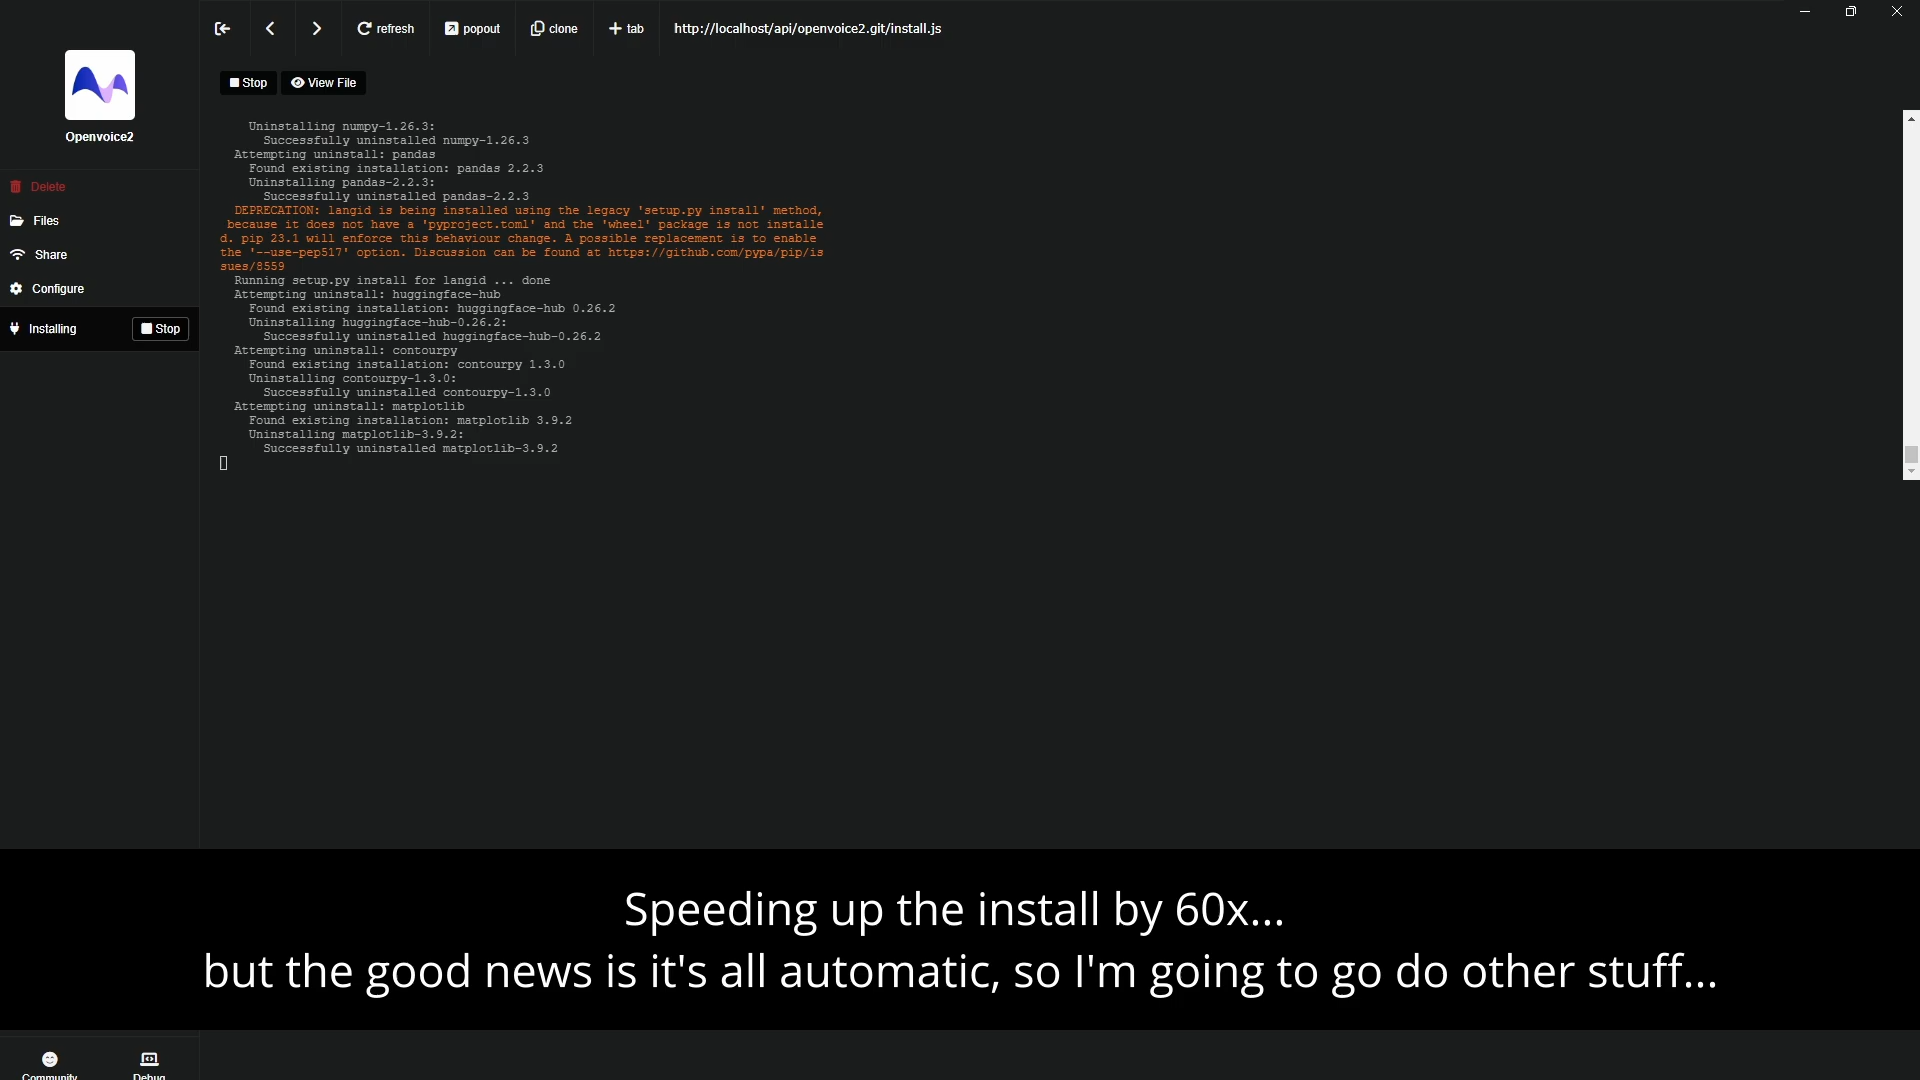 refresh
popout
clone
tab
http://localhost/api/openvoice2.git/install.js
Stop
View File
Openvoice2
Delete
Files
Share
Configure
Installing
Stop
Uninstalling numpy-1.26.3:
Successfully uninstalled numpy-1.26.3
Attempting uninstall: pandas
Found existing installation: pandas 2.2.3
Uninstalling pandas-2.2.3:
Successfully uninstalled pandas-2.2.3
DEPRECATION: langid is being installed using the legacy 'setup.py install' method,
because it does not have a 'pyproject.toml' and the 'wheel' package is not installe
d. pip 23.1 will enforce this behaviour change. A possible replacement is to enable
the '--use-pep517' option. Discussion can be found at https://github.com/pypa/pip/is
sues/8559
Running setup.py install for langid ... done
Attempting uninstall: huggingface-hub
Found existing installation: huggingface-hub 0.26.2
Uninstalling huggingface-hub-0.26.2:
Successfully uninstalled huggingface-hub-0.26.2
Attempting uninstall: contourpy
Found existing installation: contourpy 1.3.0
Uninstalling contourpy-1.3.0:
Successfully uninstalled contourpy-1.3.0
Attempting uninstall: matplotlib
Found existing installation: matplotlib 3.9.2
Uninstalling matplotlib-3.9.2:
Successfully uninstalled matplotlib-3.9.2
Speeding up the install by 60x...
but the good news is it's all automatic, so I'm going to go do other stuff...
Community
Debug